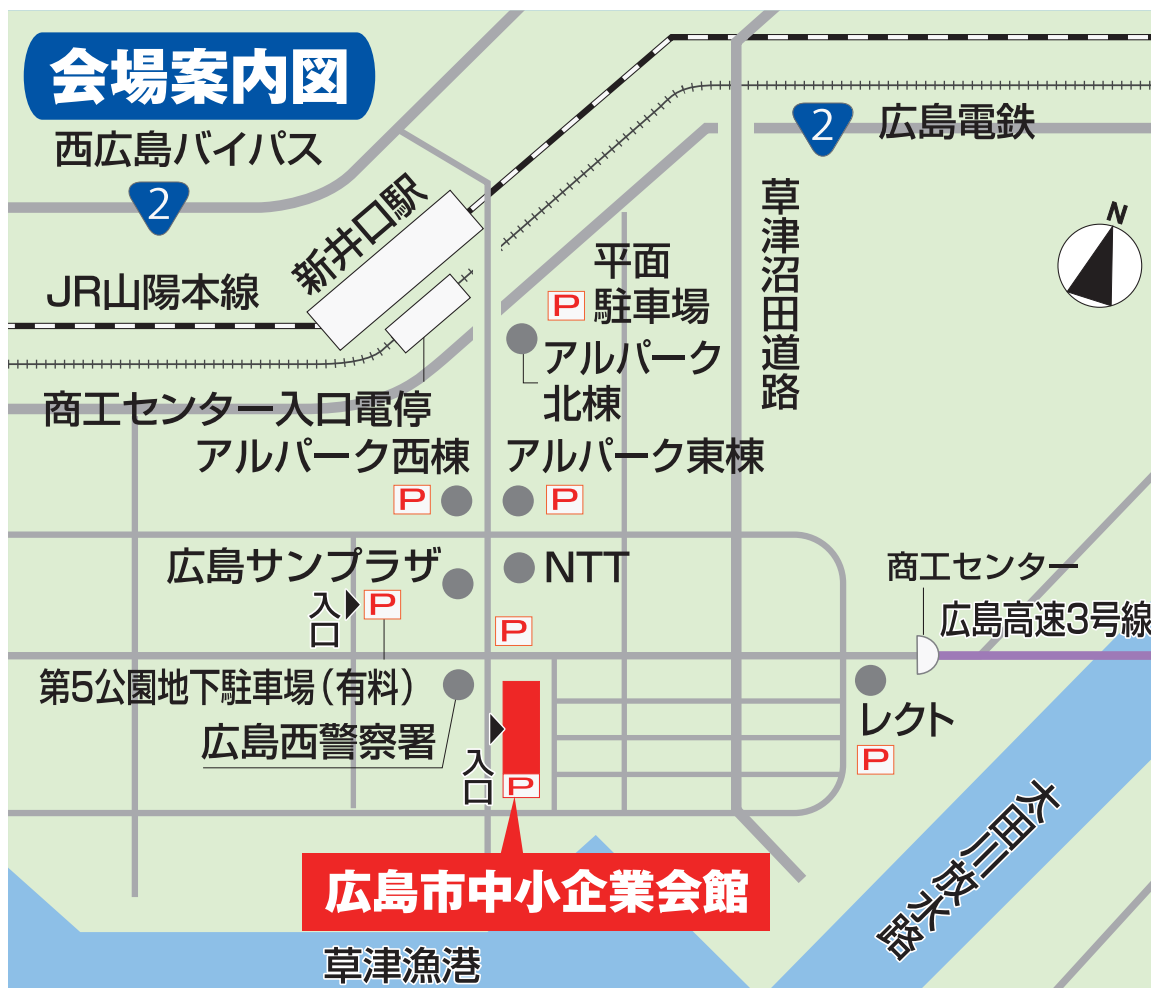 会場案内図
西広島バイパス
2
2
広島電鉄
N
新井口駅
草津沼田道路
JR山陽本線
平面
P 駐車場
アルパーク
北棟
商工センター入口電停
アルパーク西棟
アルパーク東棟
P
P
広島サンプラザ
NTT
商工センター
入口
P
P
広島高速3号線
第5公園地下駐車場(有料)
広島西警察署
レクト
P
入口
P
太田川放水路
広島市中小企業会館
草津漁港